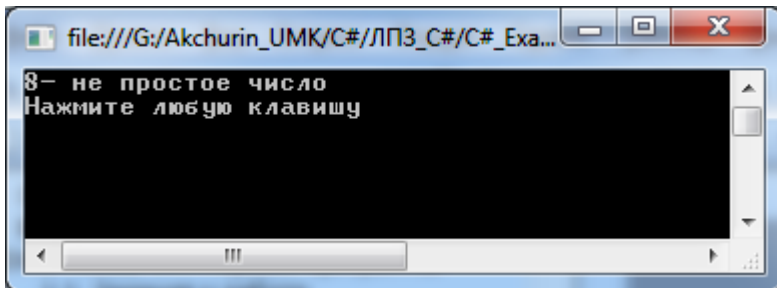 file:///G:/Akchurin_UMK/C#/ЛПЗ_C#/C#_Exa...
8- не простое число
Нажмите любую клавишу